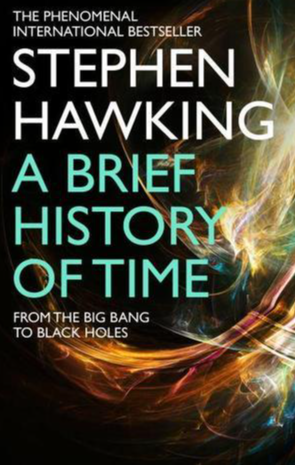 THE PHENOMENAL
INTERNATIONAL BESTSELLER
STEPHEN
HAWKING
A BRIEF
HISTORY
OF TIME
FROM THE BIG BANG
TO BLACK HOLES